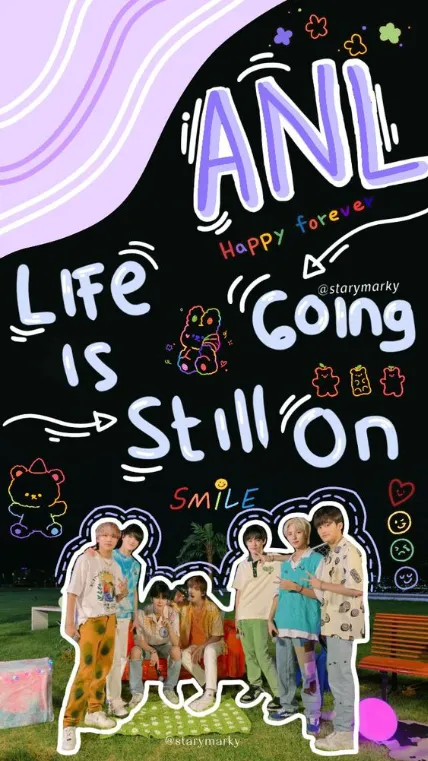 ANL
Happy forever
@starymarky
Life
Going
is
Still On
SMiLE
@starymarky